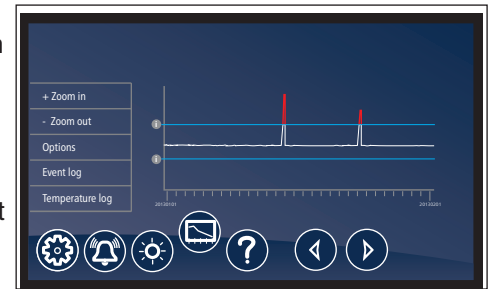 + Zoom in
- Zoom out
Options
Event log
Temperature log
i
i
20130101
20130201
?